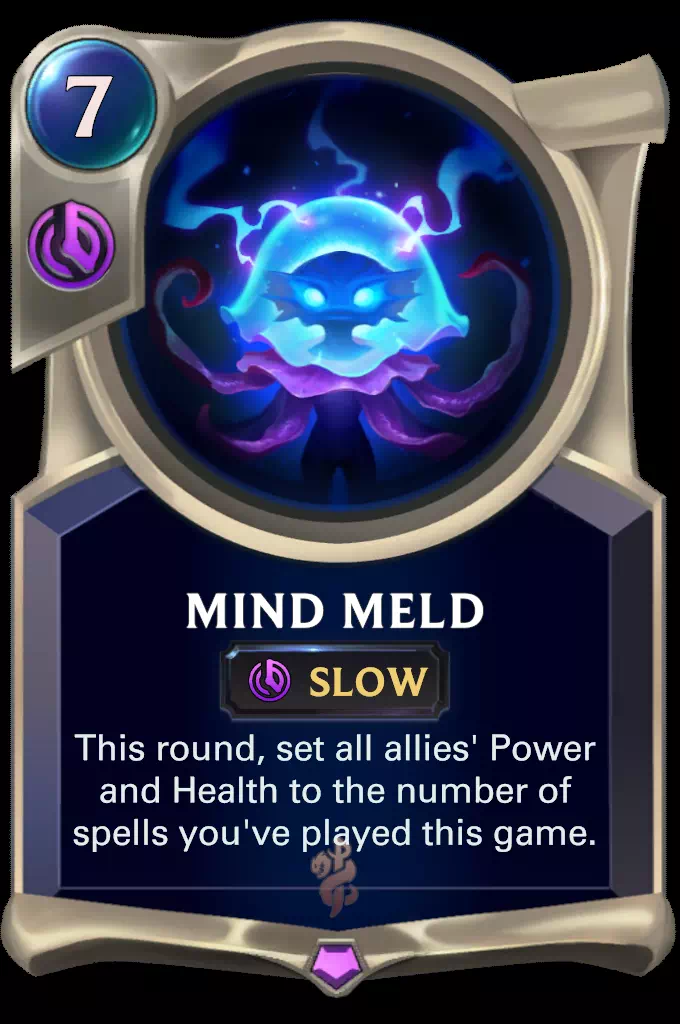 7
MIND MELD
SLOW
This round, set all allies' Power
and Health to the number of
spells you've played this game.